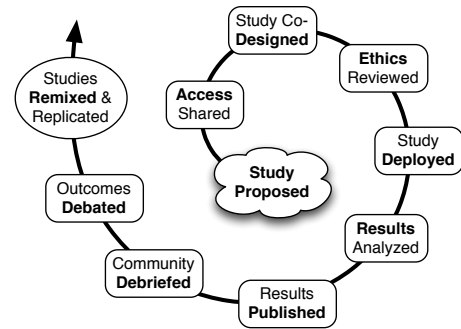 Study
Proposed
Access
Shared
Study Co-
Designed
Ethics
Reviewed
Study
Deployed
Results
Analyzed
Results
Published
Community
Debriefed
Outcomes
Debated
Studies
Remixed &
Replicated